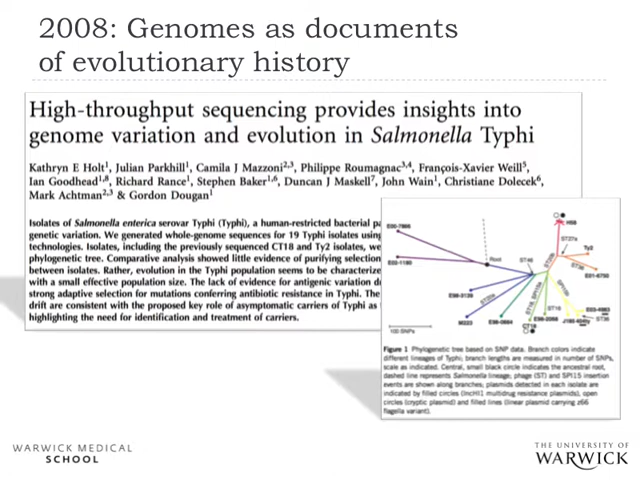 2008: Genomes as documents
of evolutionary history
High-throughput sequencing provides insights into
genome variation and evolution in Salmonella Typhi
Kathryn E Holt¹, Julian Parkhill¹, Camila J Mazzoni²,³, Philippe Roumagnac³,⁴, François-Xavier Weill⁵,
Ian Goodhead¹,⁸, Richard Rance¹, Stephen Baker¹,⁶, Duncan J Maskell⁷, John Wain¹, Christiane Dolecek⁶,
Mark Achtman²,³ & Gordon Dougan¹
Isolates of Salmonella enterica serovar Typhi (Typhi), a human-restricted bacterial pa
genetic variation. We generated whole-genome sequences for 19 Typhi isolates using
technologies. Isolates, including the previously sequenced CT18 and Ty2 isolates, we
phylogenetic tree. Comparative analysis showed little evidence of purifying selection
between isolates. Rather, evolution in the Typhi population seems to be characterize
with a small effective population size. The lack of evidence for antigenic variation d
strong adaptive selection for mutations conferring antibiotic resistance in Typhi. The
drift are consistent with the proposed key role of asymptomatic carriers of Typhi as
highlighting the need for identification and treatment of carriers.
Root
Ty2
M223
CT18
100 SNPs
Figure 1 Phylogenetic tree based on SNP data. Branch colors indicate
different lineages of Typhi; branch lengths are measured in number of SNPs,
scale as indicated. Central, small black circle indicates the ancestral root,
dashed line represents Salmonella lineage; phage (ST) and SPI15 insertion
events are shown along branches; plasmids detected in each isolate are
indicated by filled circles (IncHI1 multidrug resistance plasmids), open
circles (cryptic plasmid) and filled lines (linear plasmid carrying z66
flagella variant).
WARWICK MEDICAL
SCHOOL
THE UNIVERSITY OF
WARWICK